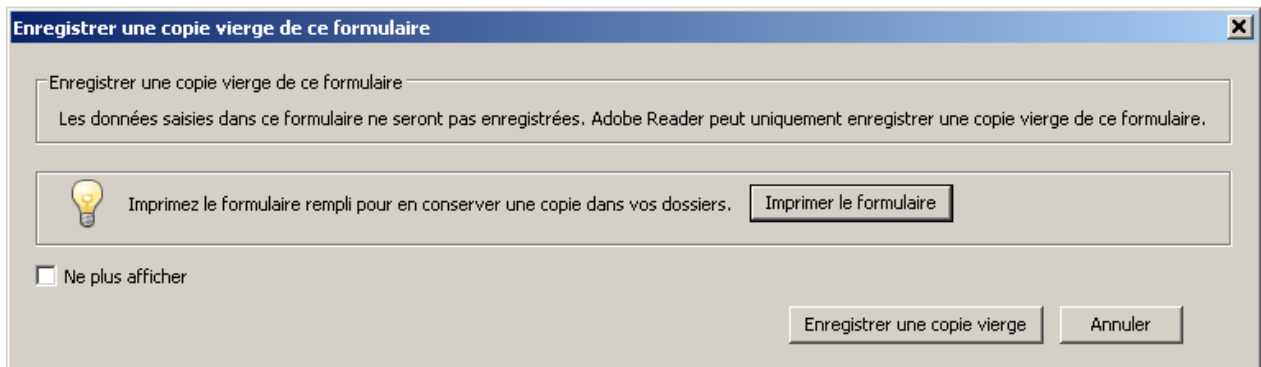 Enregistrer une copie vierge de ce formulaire
Enregistrer une copie vierge de ce formulaire
Les données saisies dans ce formulaire ne seront pas enregistrées. Adobe Reader peut uniquement enregistrer une copie vierge de ce formulaire.
Imprimez le formulaire rempli pour en conserver une copie dans vos dossiers. Imprimer le formulaire
Ne plus afficher
Enregistrer une copie vierge Annuler